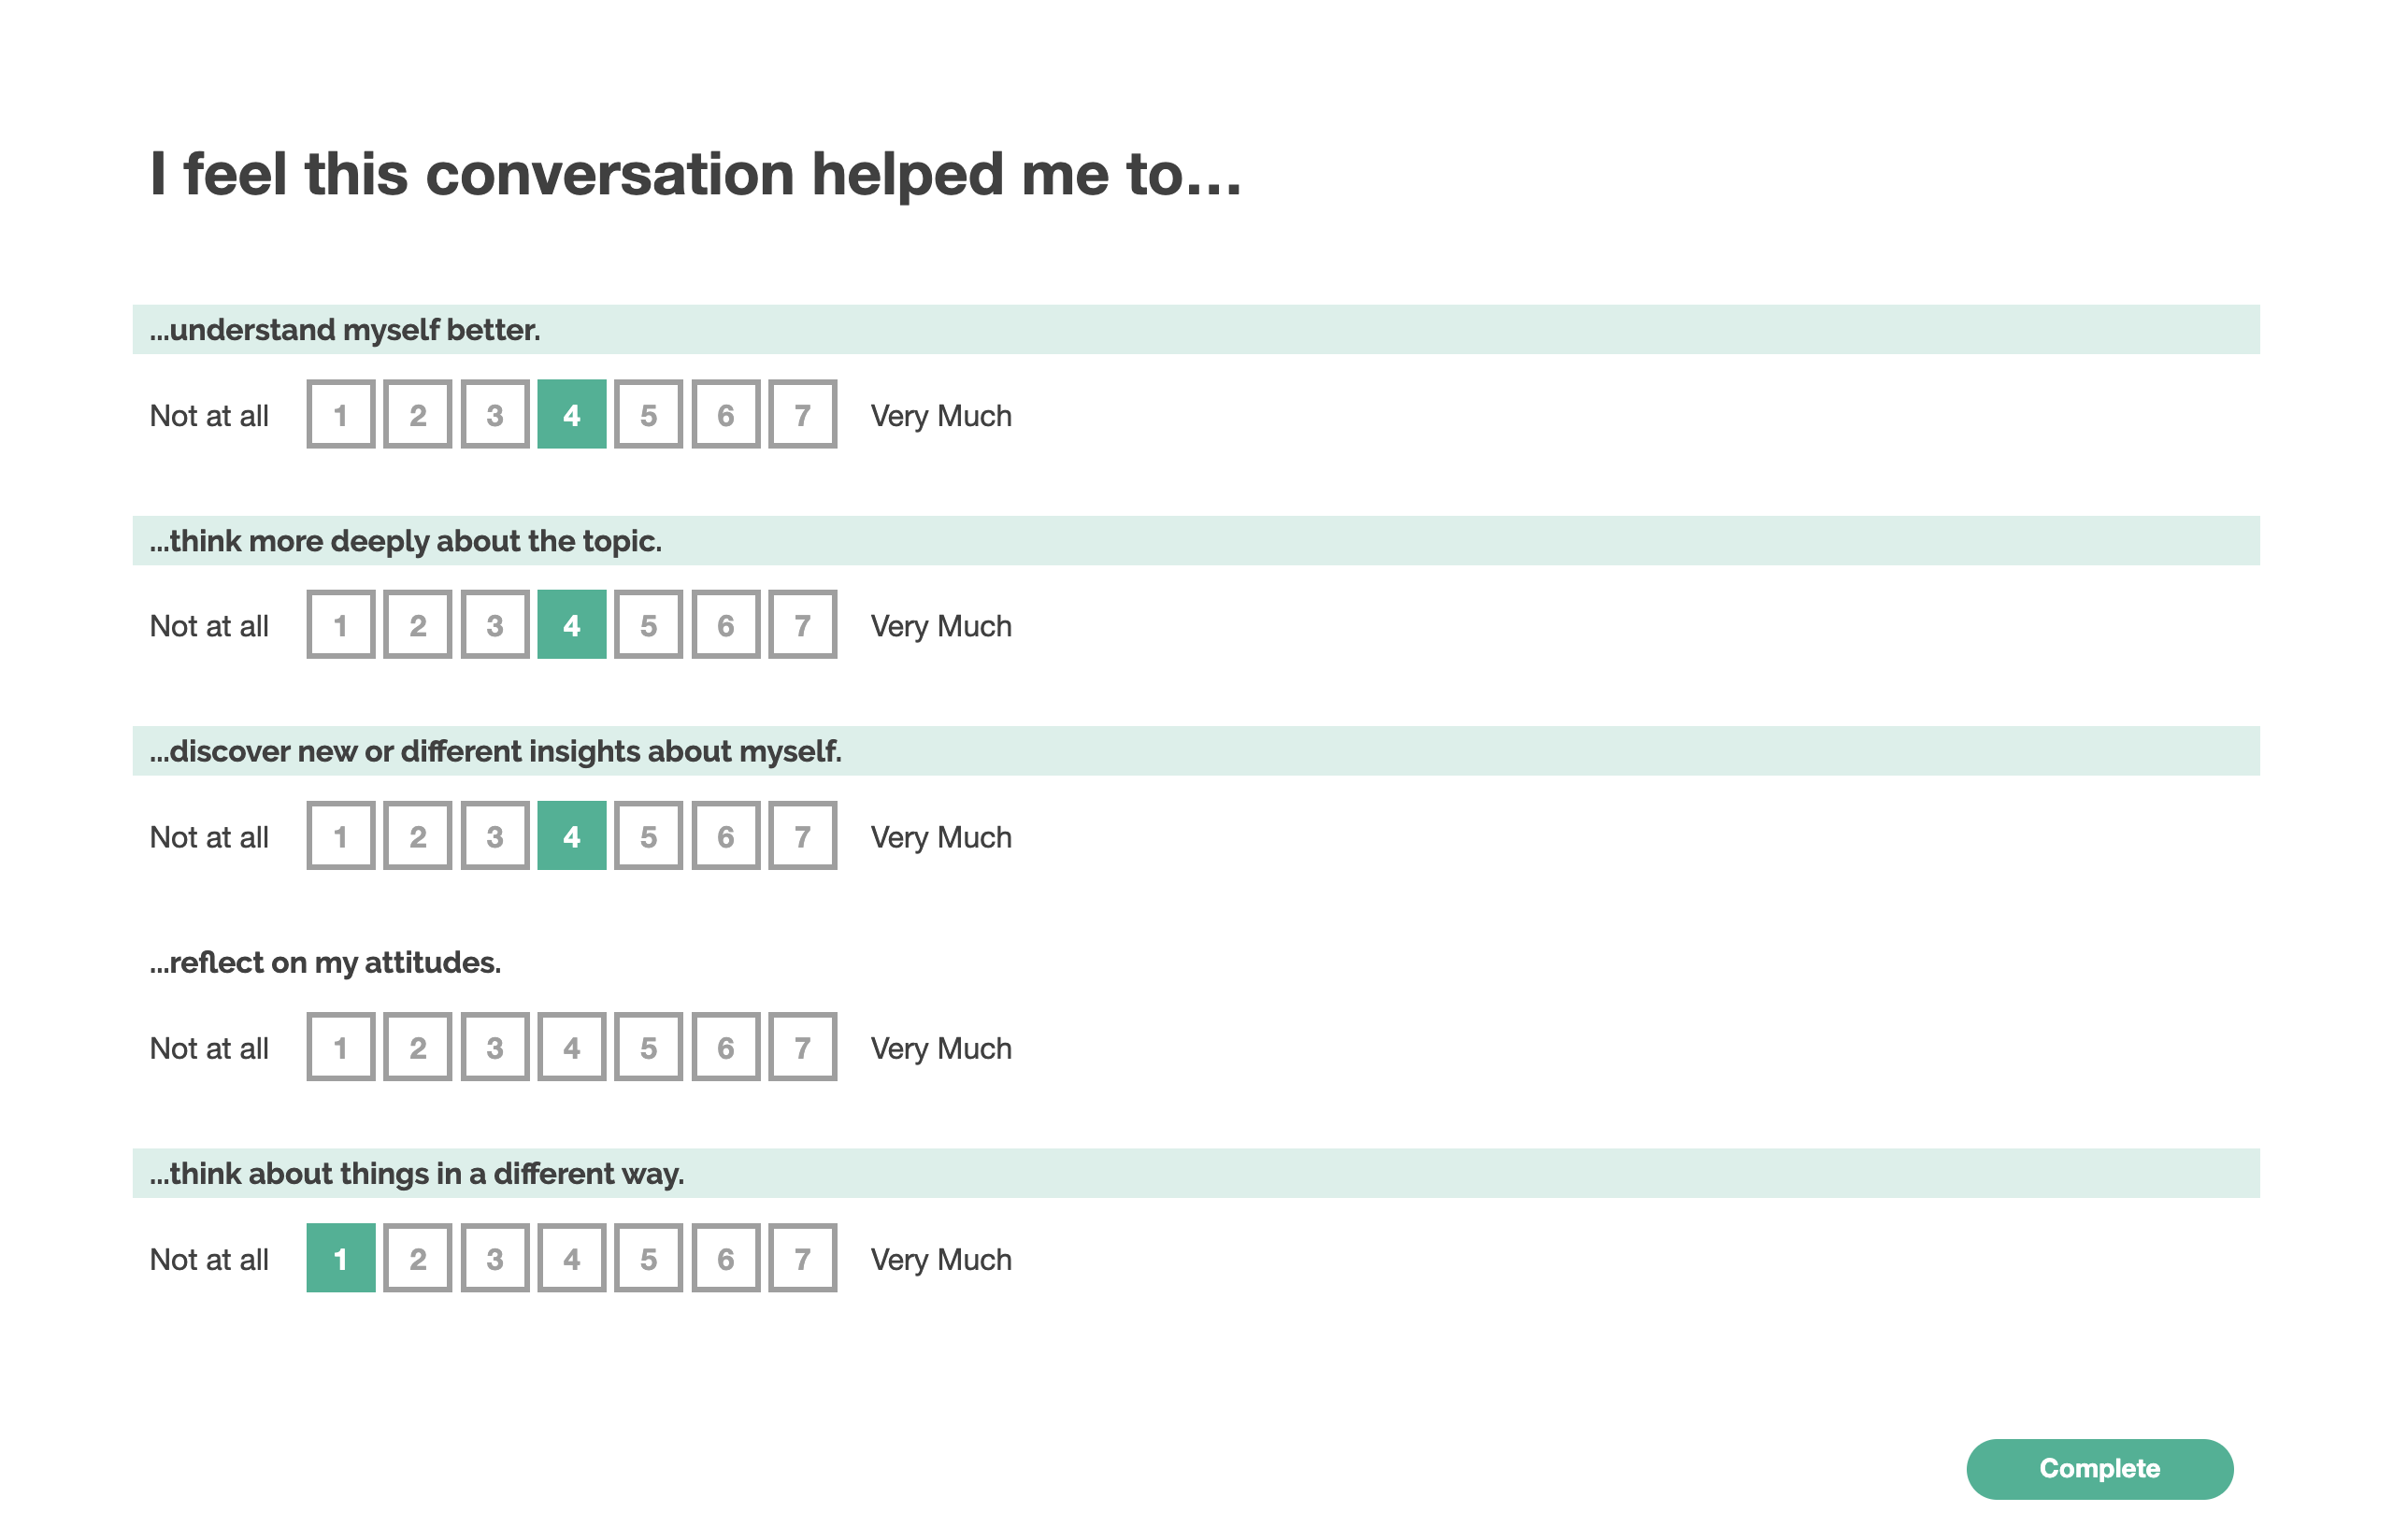 I feel this conversation helped me to...
...understand myself better.
Not at all 1 2 3 4 5 6 7 Very Much
...think more deeply about the topic.
Not at all 1 2 3 4 5 6 7 Very Much
...discover new or different insights about myself.
Not at all 1 2 3 4 5 6 7 Very Much
...reflect on my attitudes.
Not at all 1 2 3 4 5 6 7 Very Much
...think about things in a different way.
Not at all 1 2 3 4 5 6 7 Very Much
Complete